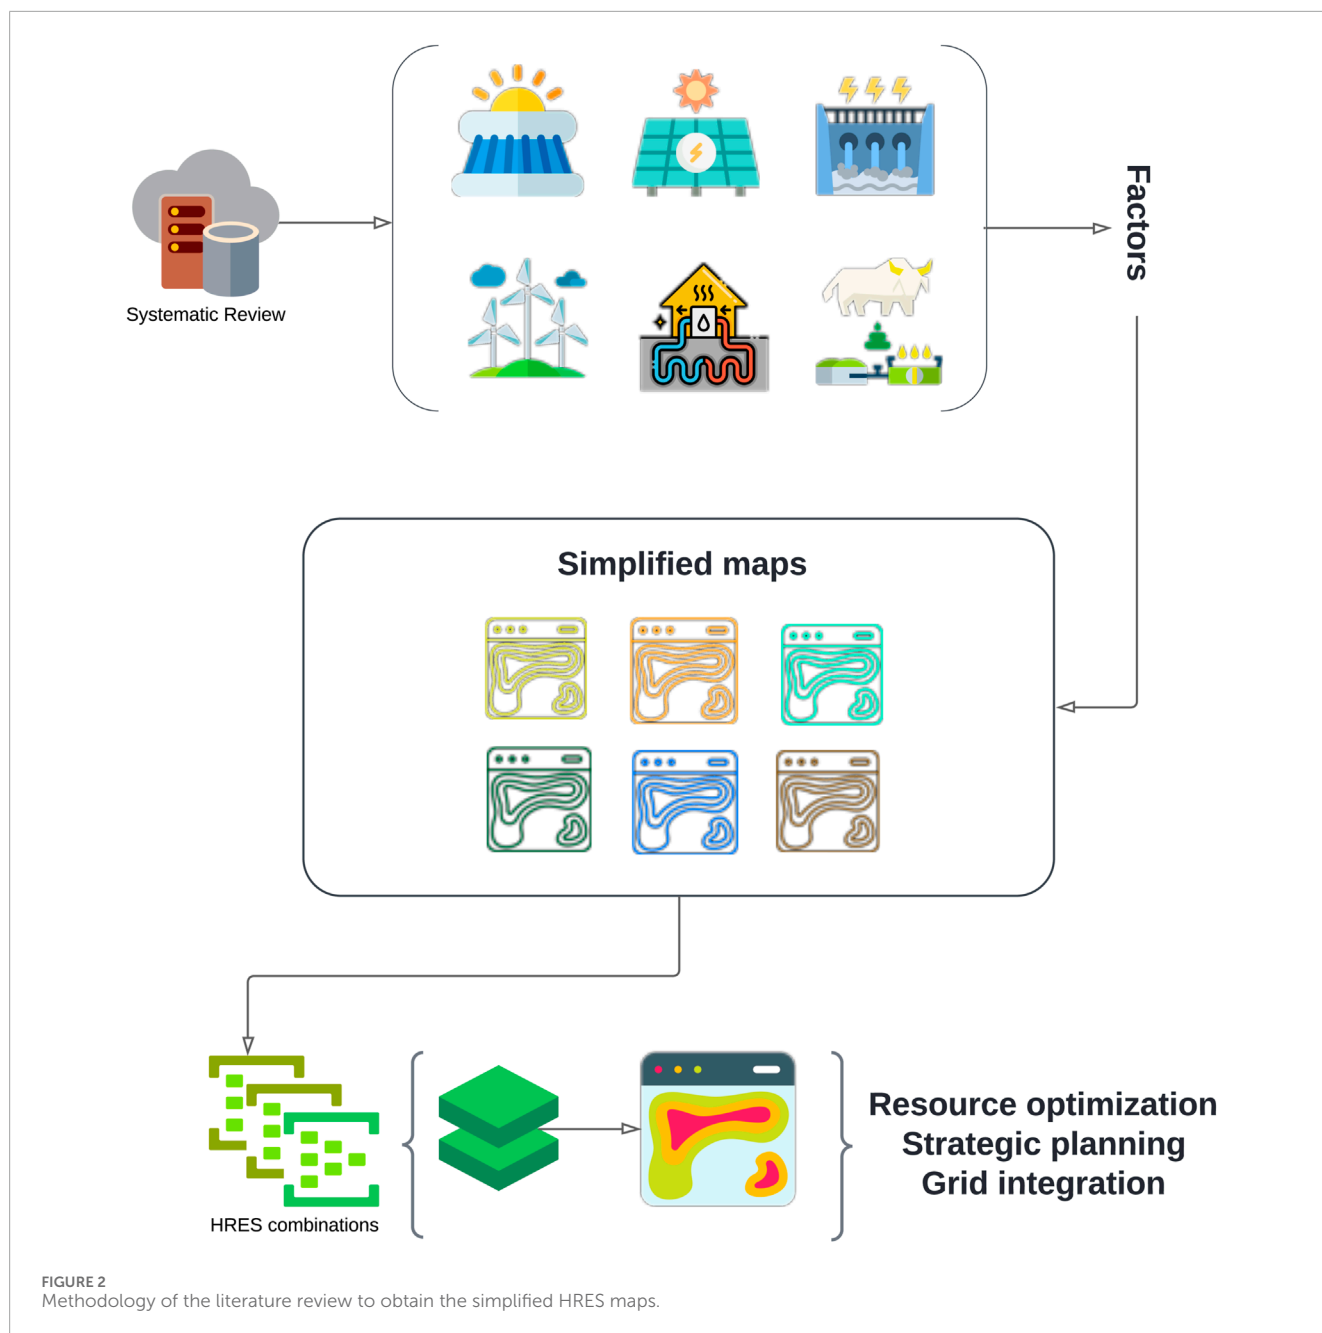 Systematic Review
Factors
Simplified maps
HRES combinations
Resource optimization
Strategic planning
Grid integration
FIGURE 2
Methodology of the literature review to obtain the simplified HRES maps.